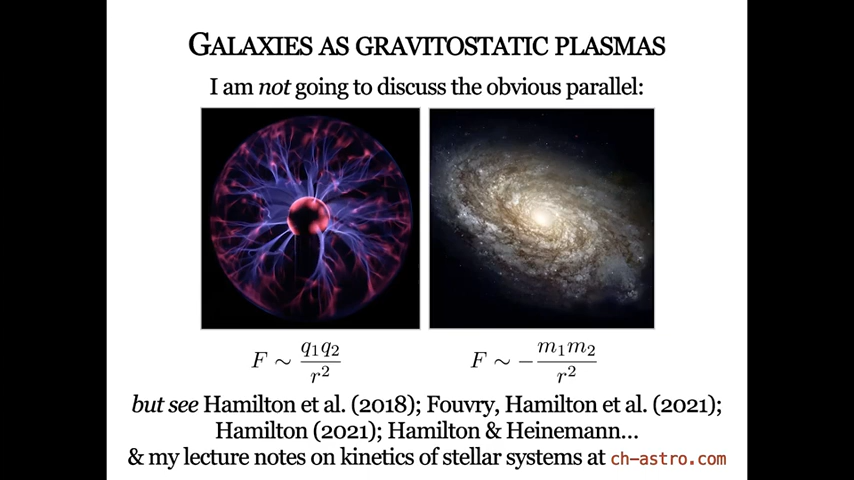 GALAXIES AS GRAVITOSTATIC PLASMAS
I am not going to discuss the obvious parallel:
F ∼ q₁q₂/r²
F ∼ −m₁m₂/r²
but see Hamilton et al. (2018); Fouvry, Hamilton et al. (2021);
Hamilton (2021); Hamilton & Heinemann...
& my lecture notes on kinetics of stellar systems at ch-astro.com